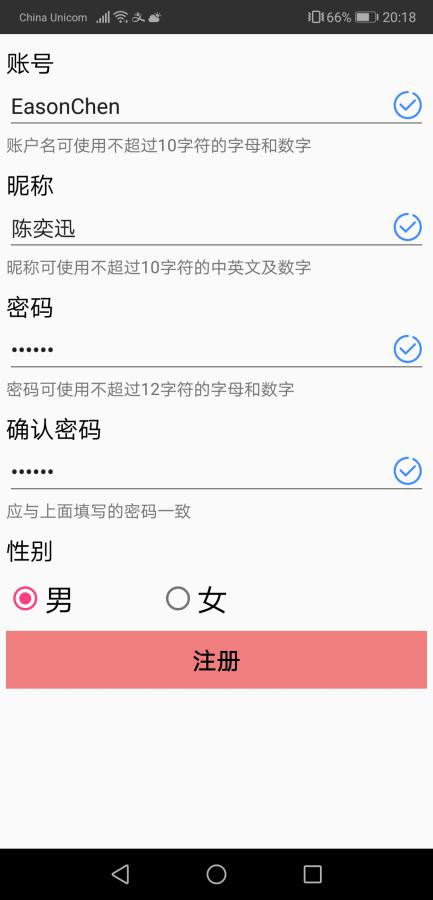 China Unicom 66% 20:18
账号
EasonChen
账户名可使用不超过10字符的字母和数字
昵称
陈奕迅
昵称可使用不超过10字符的中英文及数字
密码
••••••
密码可使用不超过12字符的字母和数字
确认密码
••••••
应与上面填写的密码一致
性别
男 女
注册